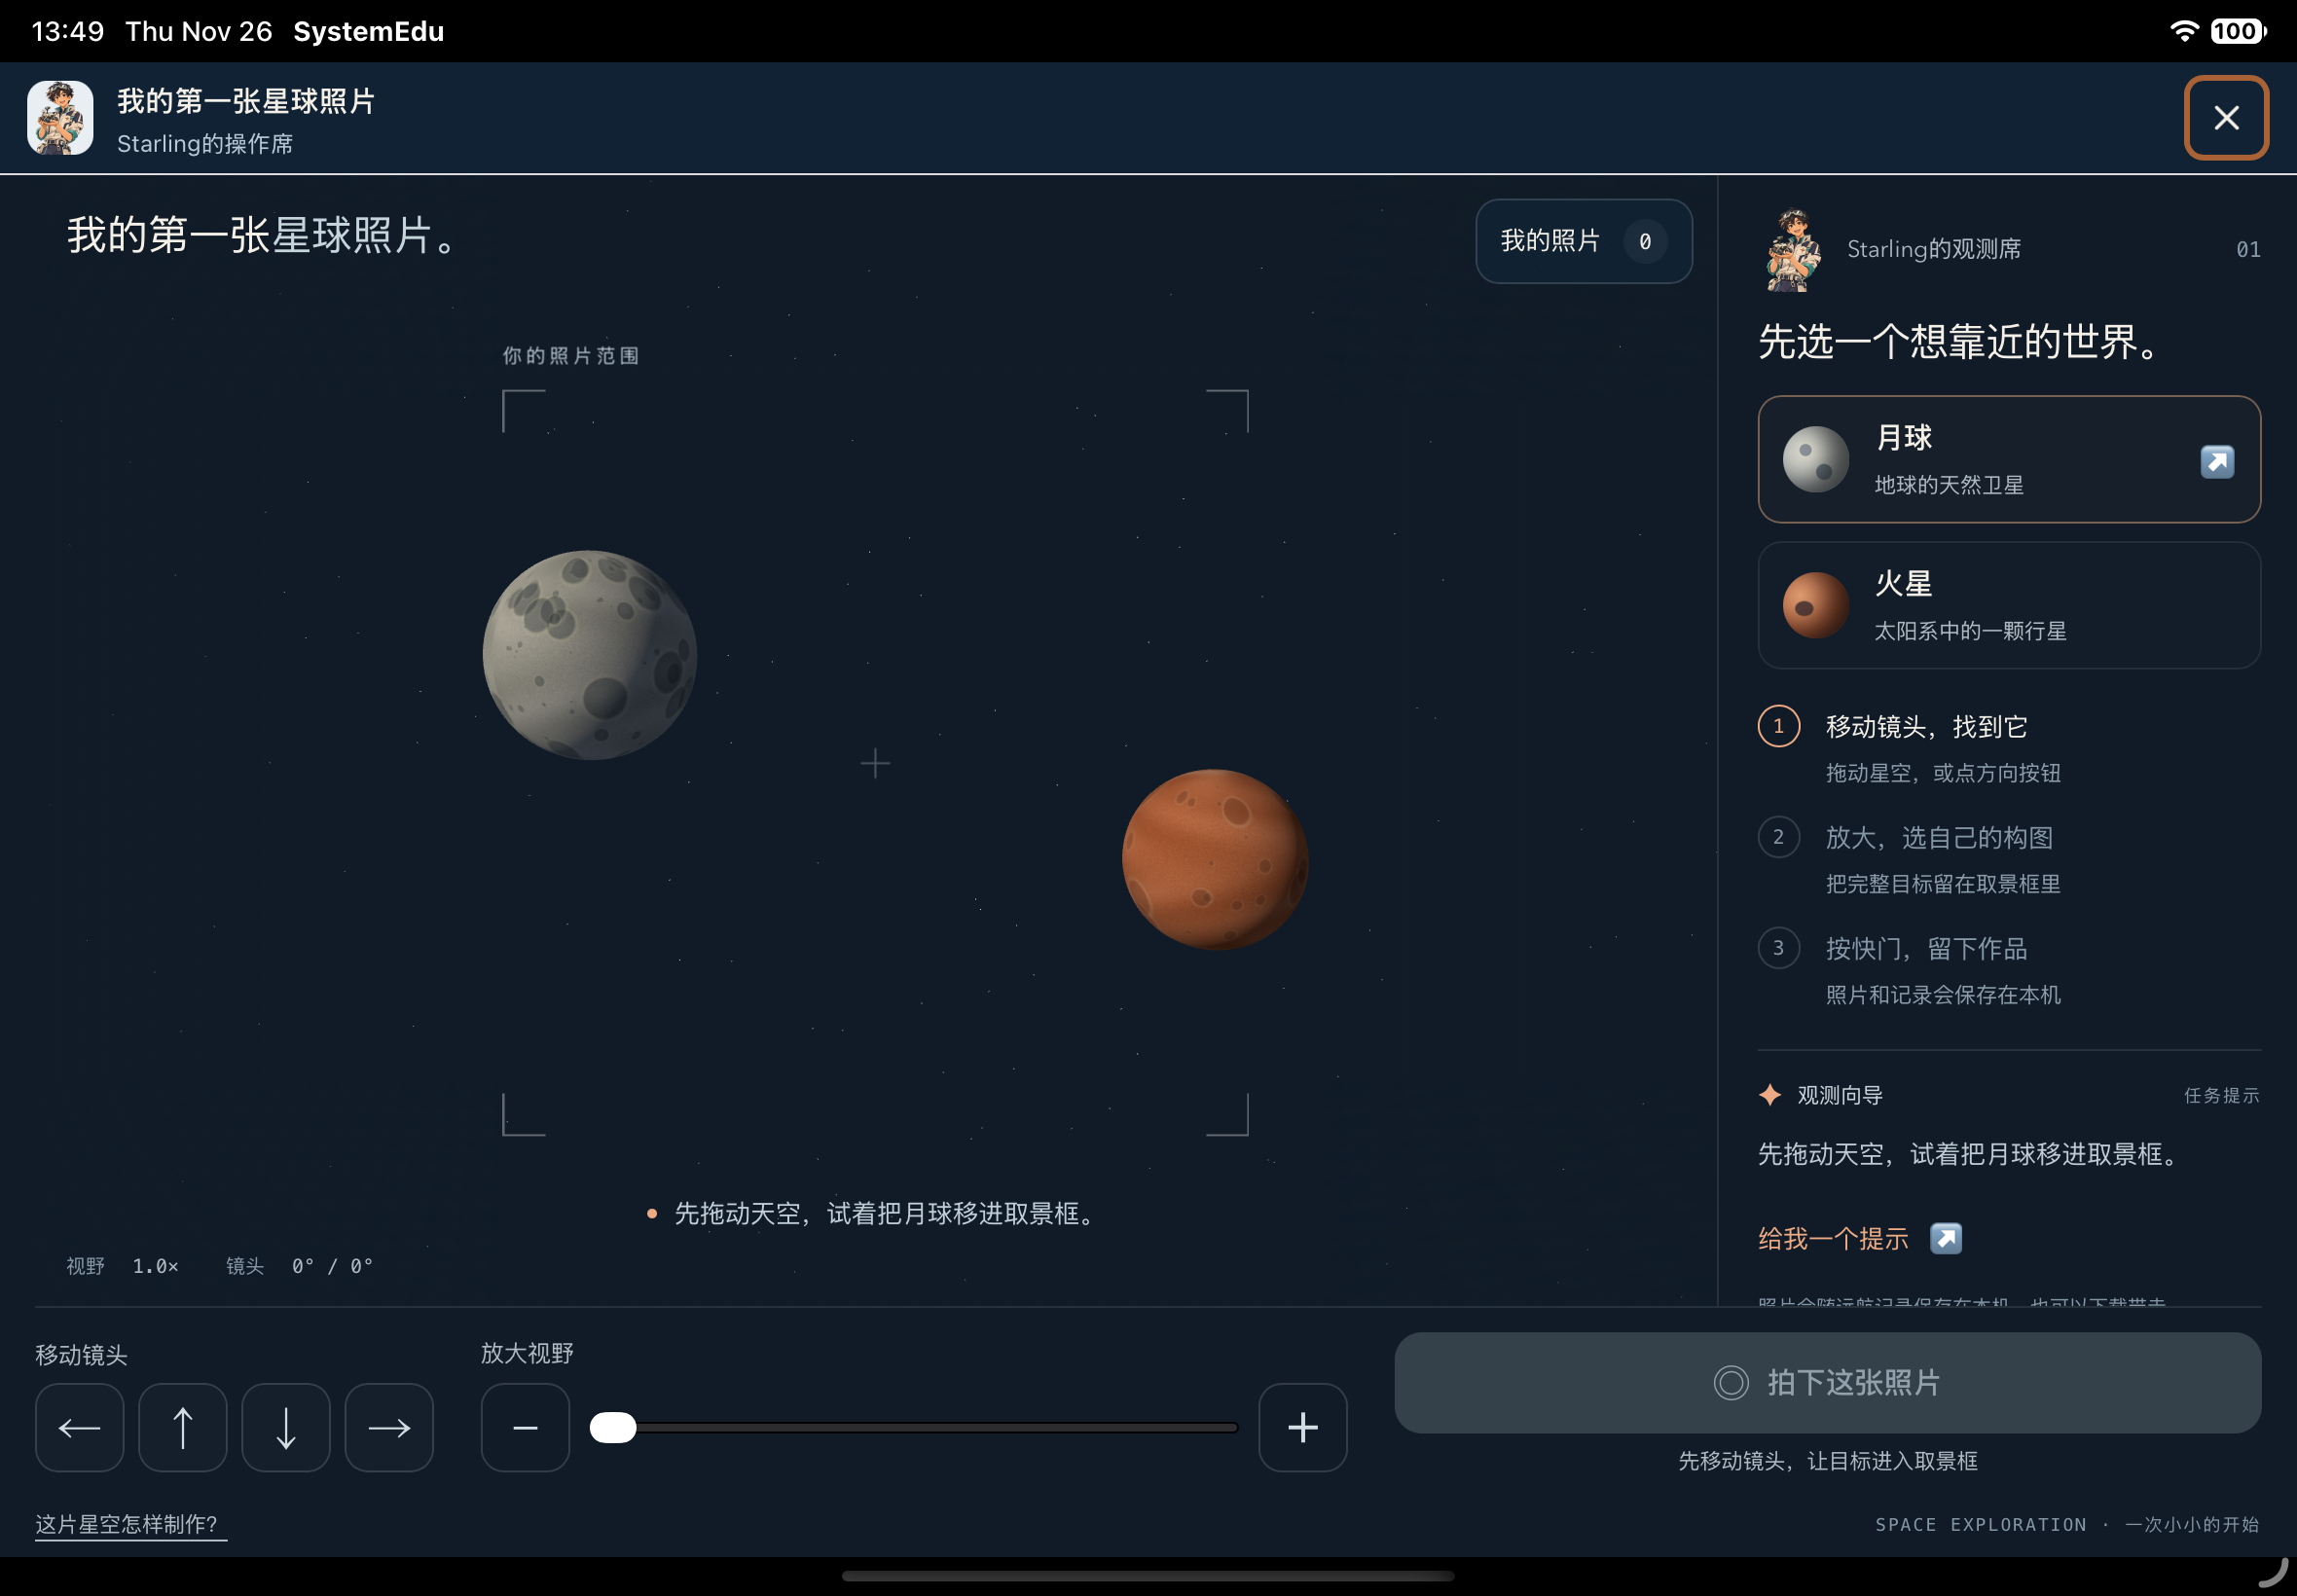 13:49 Thu Nov 26 SystemEdu 100
我的第一张星球照片
Starling的操作席
我的第一张星球照片。
我的照片 0
你的照片范围
先拖动天空，试着把月球移进取景框。
视野 1.0× 镜头 0° / 0°
Starling的观测席 01
先选一个想靠近的世界。
月球
地球的天然卫星
火星
太阳系中的一颗行星
1 移动镜头，找到它
拖动星空，或点方向按钮
2 放大，选自己的构图
把完整目标留在取景框里
3 按快门，留下作品
照片和记录会保存在本机
观测向导 任务提示
先拖动天空，试着把月球移进取景框。
给我一个提示
移动镜头
放大视野
拍下这张照片
先移动镜头，让目标进入取景框
这片星空怎样制作？
SPACE EXPLORATION · 一次小小的开始